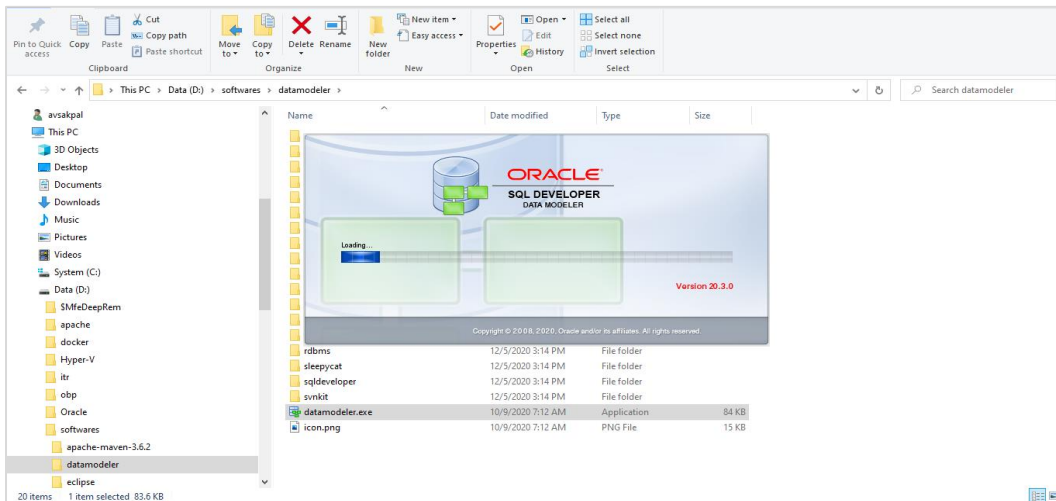 Pin to Quick access
Copy
Paste
Cut
Copy path
Paste shortcut
Move to
Copy to
Delete
Rename
New folder
New item
Easy access
Properties
Open
Edit
History
Select all
Select none
Invert selection
Clipboard
Organize
New
Open
Select
This PC > Data (D:) > softwares > datamodeler >
Search datamodeler
avsakpal
This PC
3D Objects
Desktop
Documents
Downloads
Music
Pictures
Videos
System (C:)
Data (D:)
$MfeDeepRem
apache
docker
Hyper-V
itr
obp
Oracle
softwares
apache-maven-3.6.2
datamodeler
eclipse
Name Date modified Type Size
ORACLE
SQL DEVELOPER
DATA MODELER
Loading...
Version 20.3.0
Copyright © 2008, 2020, Oracle and/or its affiliates. All rights reserved
rdbms 12/5/2020 3:14 PM File folder
sleepycat 12/5/2020 3:14 PM File folder
sqldeveloper 12/5/2020 3:14 PM File folder
svnkit 12/5/2020 3:14 PM File folder
datamodeler.exe 10/9/2020 7:12 AM Application 84 KB
icon.png 10/9/2020 7:12 AM PNG File 15 KB
20 items 1 item selected 83.6 KB